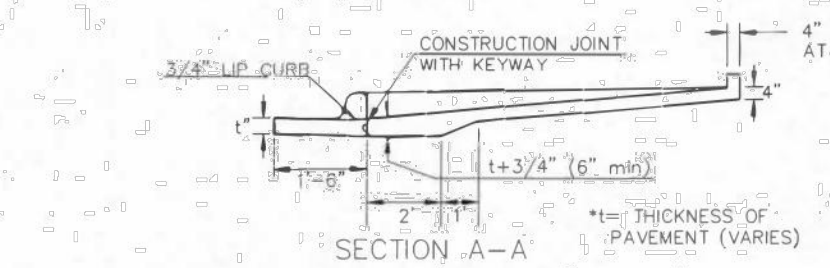 4"
AT
CONSTRUCTION JOINT
WITH KEYWAY
3/4" LIP CURB
4"
t"
t+3/4" (6" min)
1'-6"
2' 1'
*t= THICKNESS OF
PAVEMENT (VARIES)
SECTION A-A